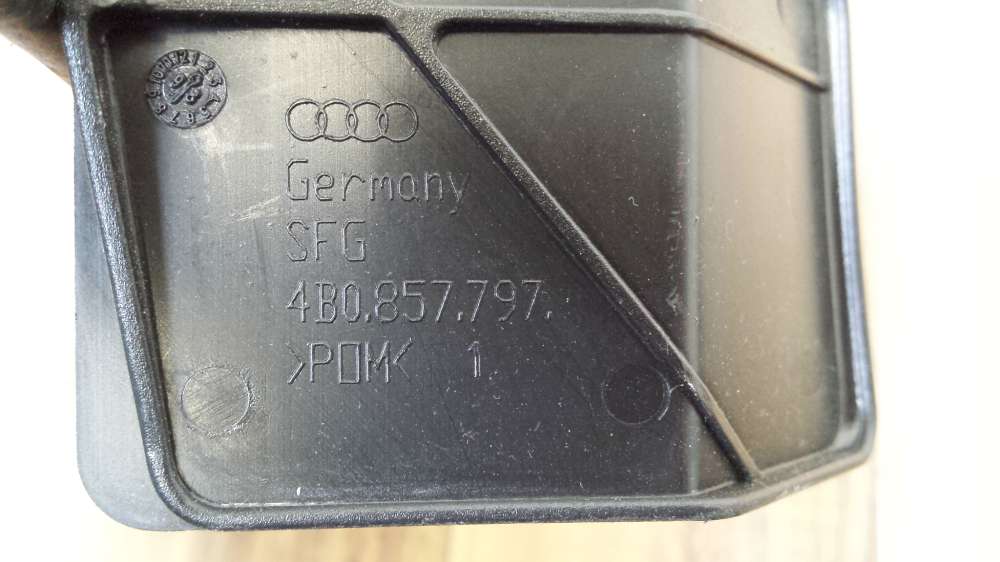 Germany
SFG
4B0.857.797.
>POM< 1